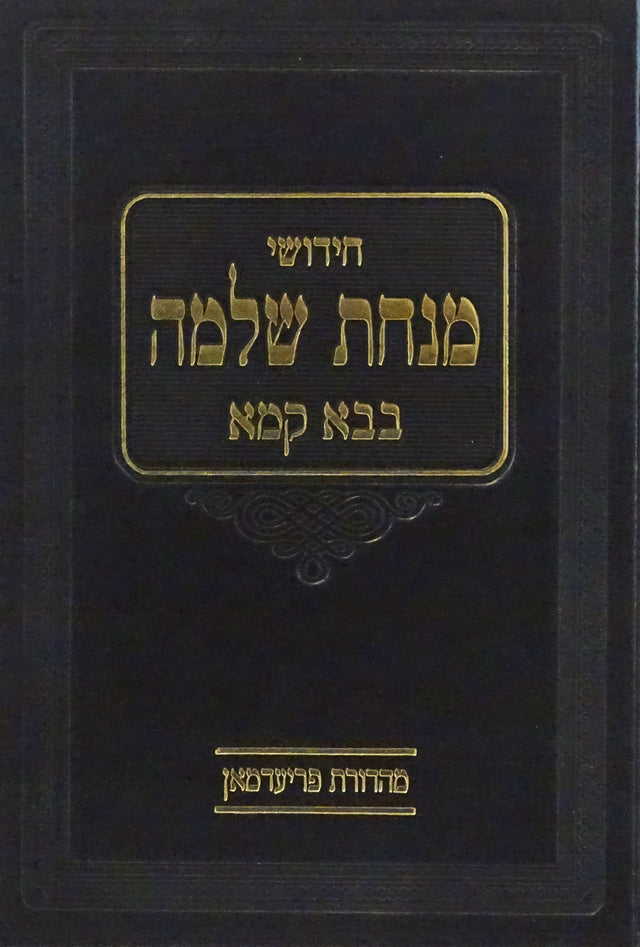 חידושי
מנחת שלמה
בבא קמא
מהדורת פריעדמאן